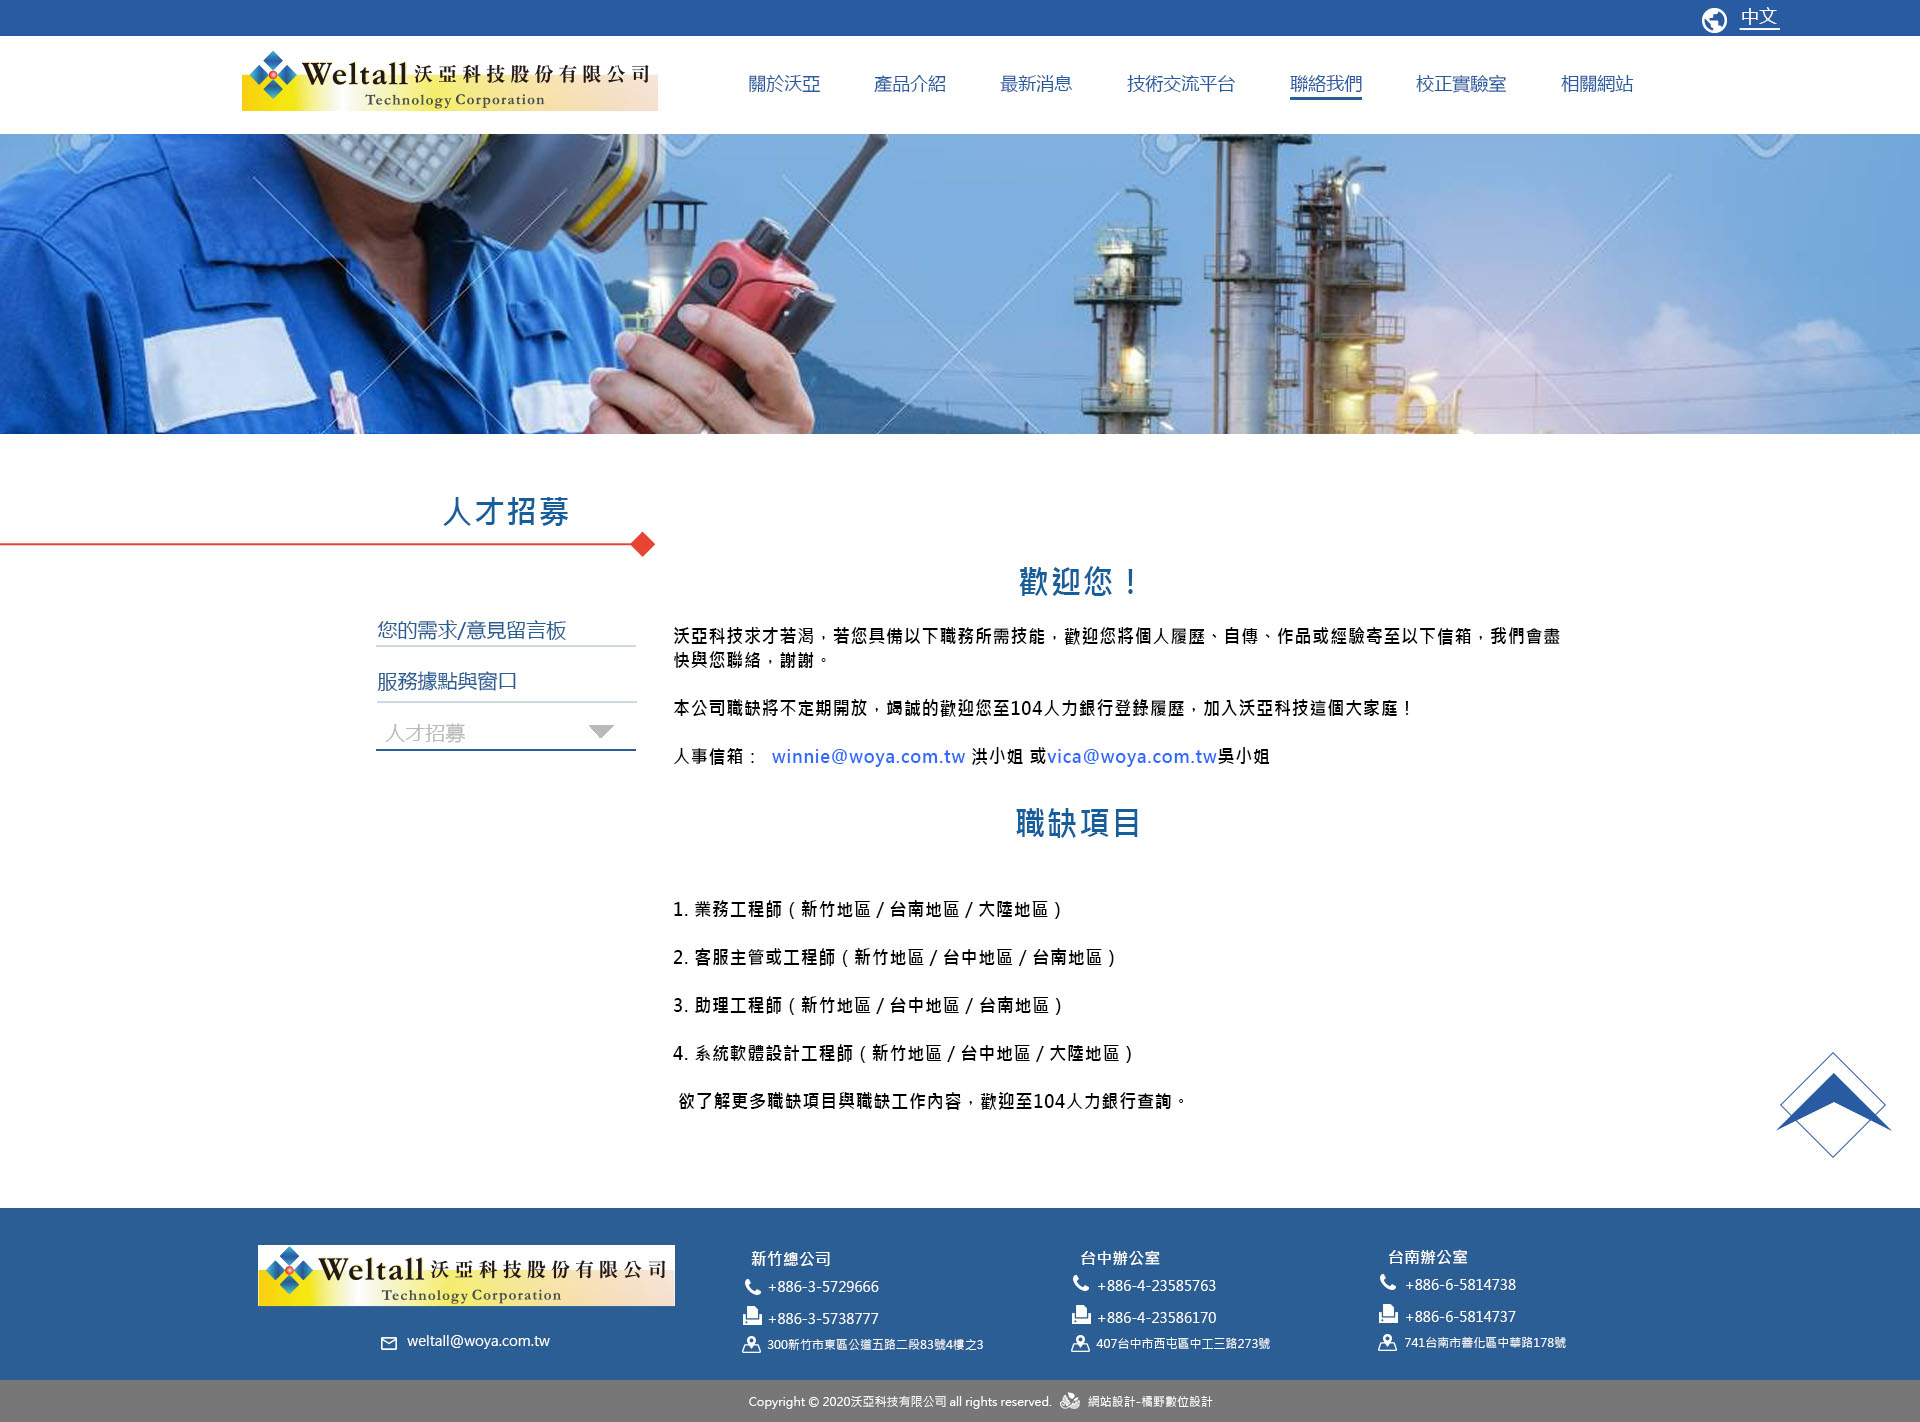 中文
Weltall 沃亞科技股份有限公司
Technology Corporation
關於沃亞 產品介紹 最新消息 技術交流平台 聯絡我們 校正實驗室 相關網站
人才招募
您的需求/意見留言板
服務據點與窗口
人才招募
歡迎您！
沃亞科技求才若渴，若您具備以下職務所需技能，歡迎您將個人履歷、自傳、作品或經驗寄至以下信箱，我們會盡
快與您聯絡，謝謝。
本公司職缺將不定期開放，竭誠的歡迎您至104人力銀行登錄履歷，加入沃亞科技這個大家庭！
人事信箱： winnie@woya.com.tw 洪小姐 或vica@woya.com.tw吳小姐
職缺項目
1. 業務工程師（新竹地區 / 台南地區 / 大陸地區）
2. 客服主管或工程師（新竹地區 / 台中地區 / 台南地區）
3. 助理工程師（新竹地區 / 台中地區 / 台南地區）
4. 系統軟體設計工程師（新竹地區 / 台中地區 / 大陸地區）
欲了解更多職缺項目與職缺工作內容，歡迎至104人力銀行查詢。
Weltall 沃亞科技股份有限公司
Technology Corporation
weltall@woya.com.tw
新竹總公司
+886-3-5729666
+886-3-5738777
300新竹市東區公道五路二段83號4樓之3
台中辦公室
+886-4-23585763
+886-4-23586170
407台中市西屯區中工三路273號
台南辦公室
+886-6-5814738
+886-6-5814737
741台南市善化區中華路178號
Copyright © 2020沃亞科技有限公司 all rights reserved. 網站設計-橘野數位設計